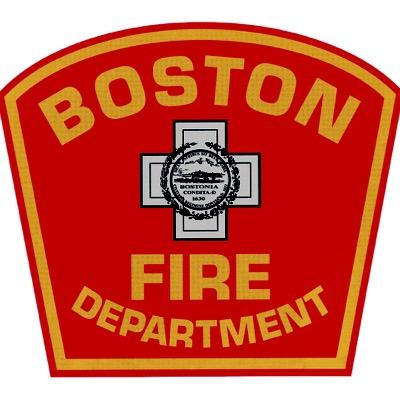 BOSTON
BOSTONIA
CONDITA A.D
1630
FIRE
DEPARTMENT